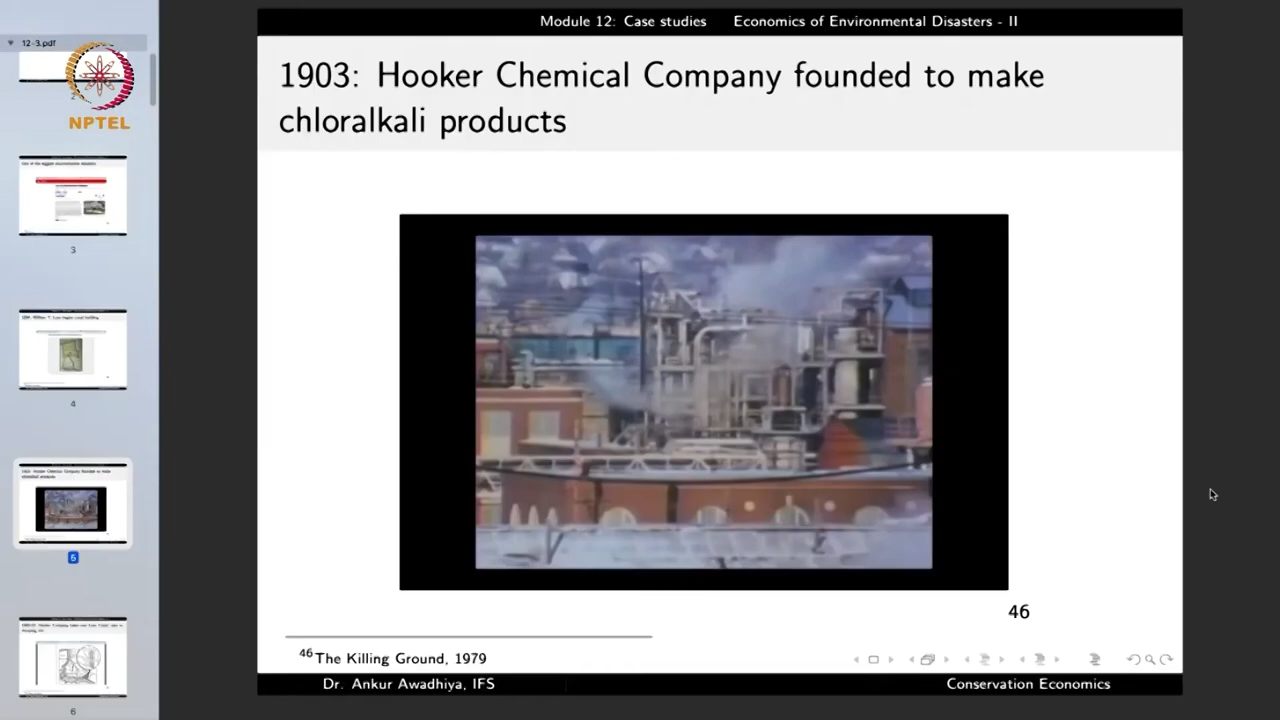 Module 12: Case studies Economics of Environmental Disasters - II
12-3.pdf
NPTEL
1903: Hooker Chemical Company founded to make
chloralkali products
3
4
5
6
46
46 The Killing Ground, 1979
Dr. Ankur Awadhiya, IFS Conservation Economics